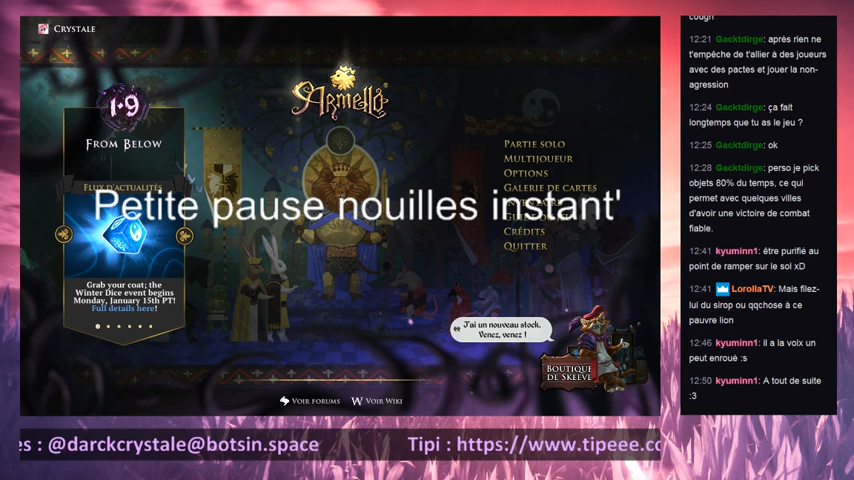 CRYSTALE
Armello
1·9
FROM BELOW
FLUX D'ACTUALITÉS
Grab your coat; the
Winter Dice event begins
Monday, January 15th PT!
Full details here!
PARTIE SOLO
MULTIJOUEUR
OPTIONS
GALERIE DE CARTES
CRÉDITS
QUITTER
Petite pause nouilles instant'
J'ai un nouveau stock.
Venez, venez !
BOUTIQUE
DE SKEEVE
VOIR FORUMS
VOIR WIKI
es : @darckcrystale@botsin.space
Tipi : https://www.tipeee.co
cough
12:21 Gacktdirge: après rien ne
t'empêche de t'allier à des joueurs
avec des pactes et jouer la non-
agression
12:24 Gacktdirge: ça fait
longtemps que tu as le jeu ?
12:25 Gacktdirge: ok
12:28 Gacktdirge: perso je pick
objets 80% du temps, ce qui
permet avec quelques villes
d'avoir une victoire de combat
fiable.
12:41 kyuminn1: être purifié au
point de ramper sur le sol xD
12:41 LorollaTV: Mais filez-
lui du sirop ou qqchose à ce
pauvre lion
12:46 kyuminn1: il a la voix un
peut enroué :s
12:50 kyuminn1: A tout de suite
:3